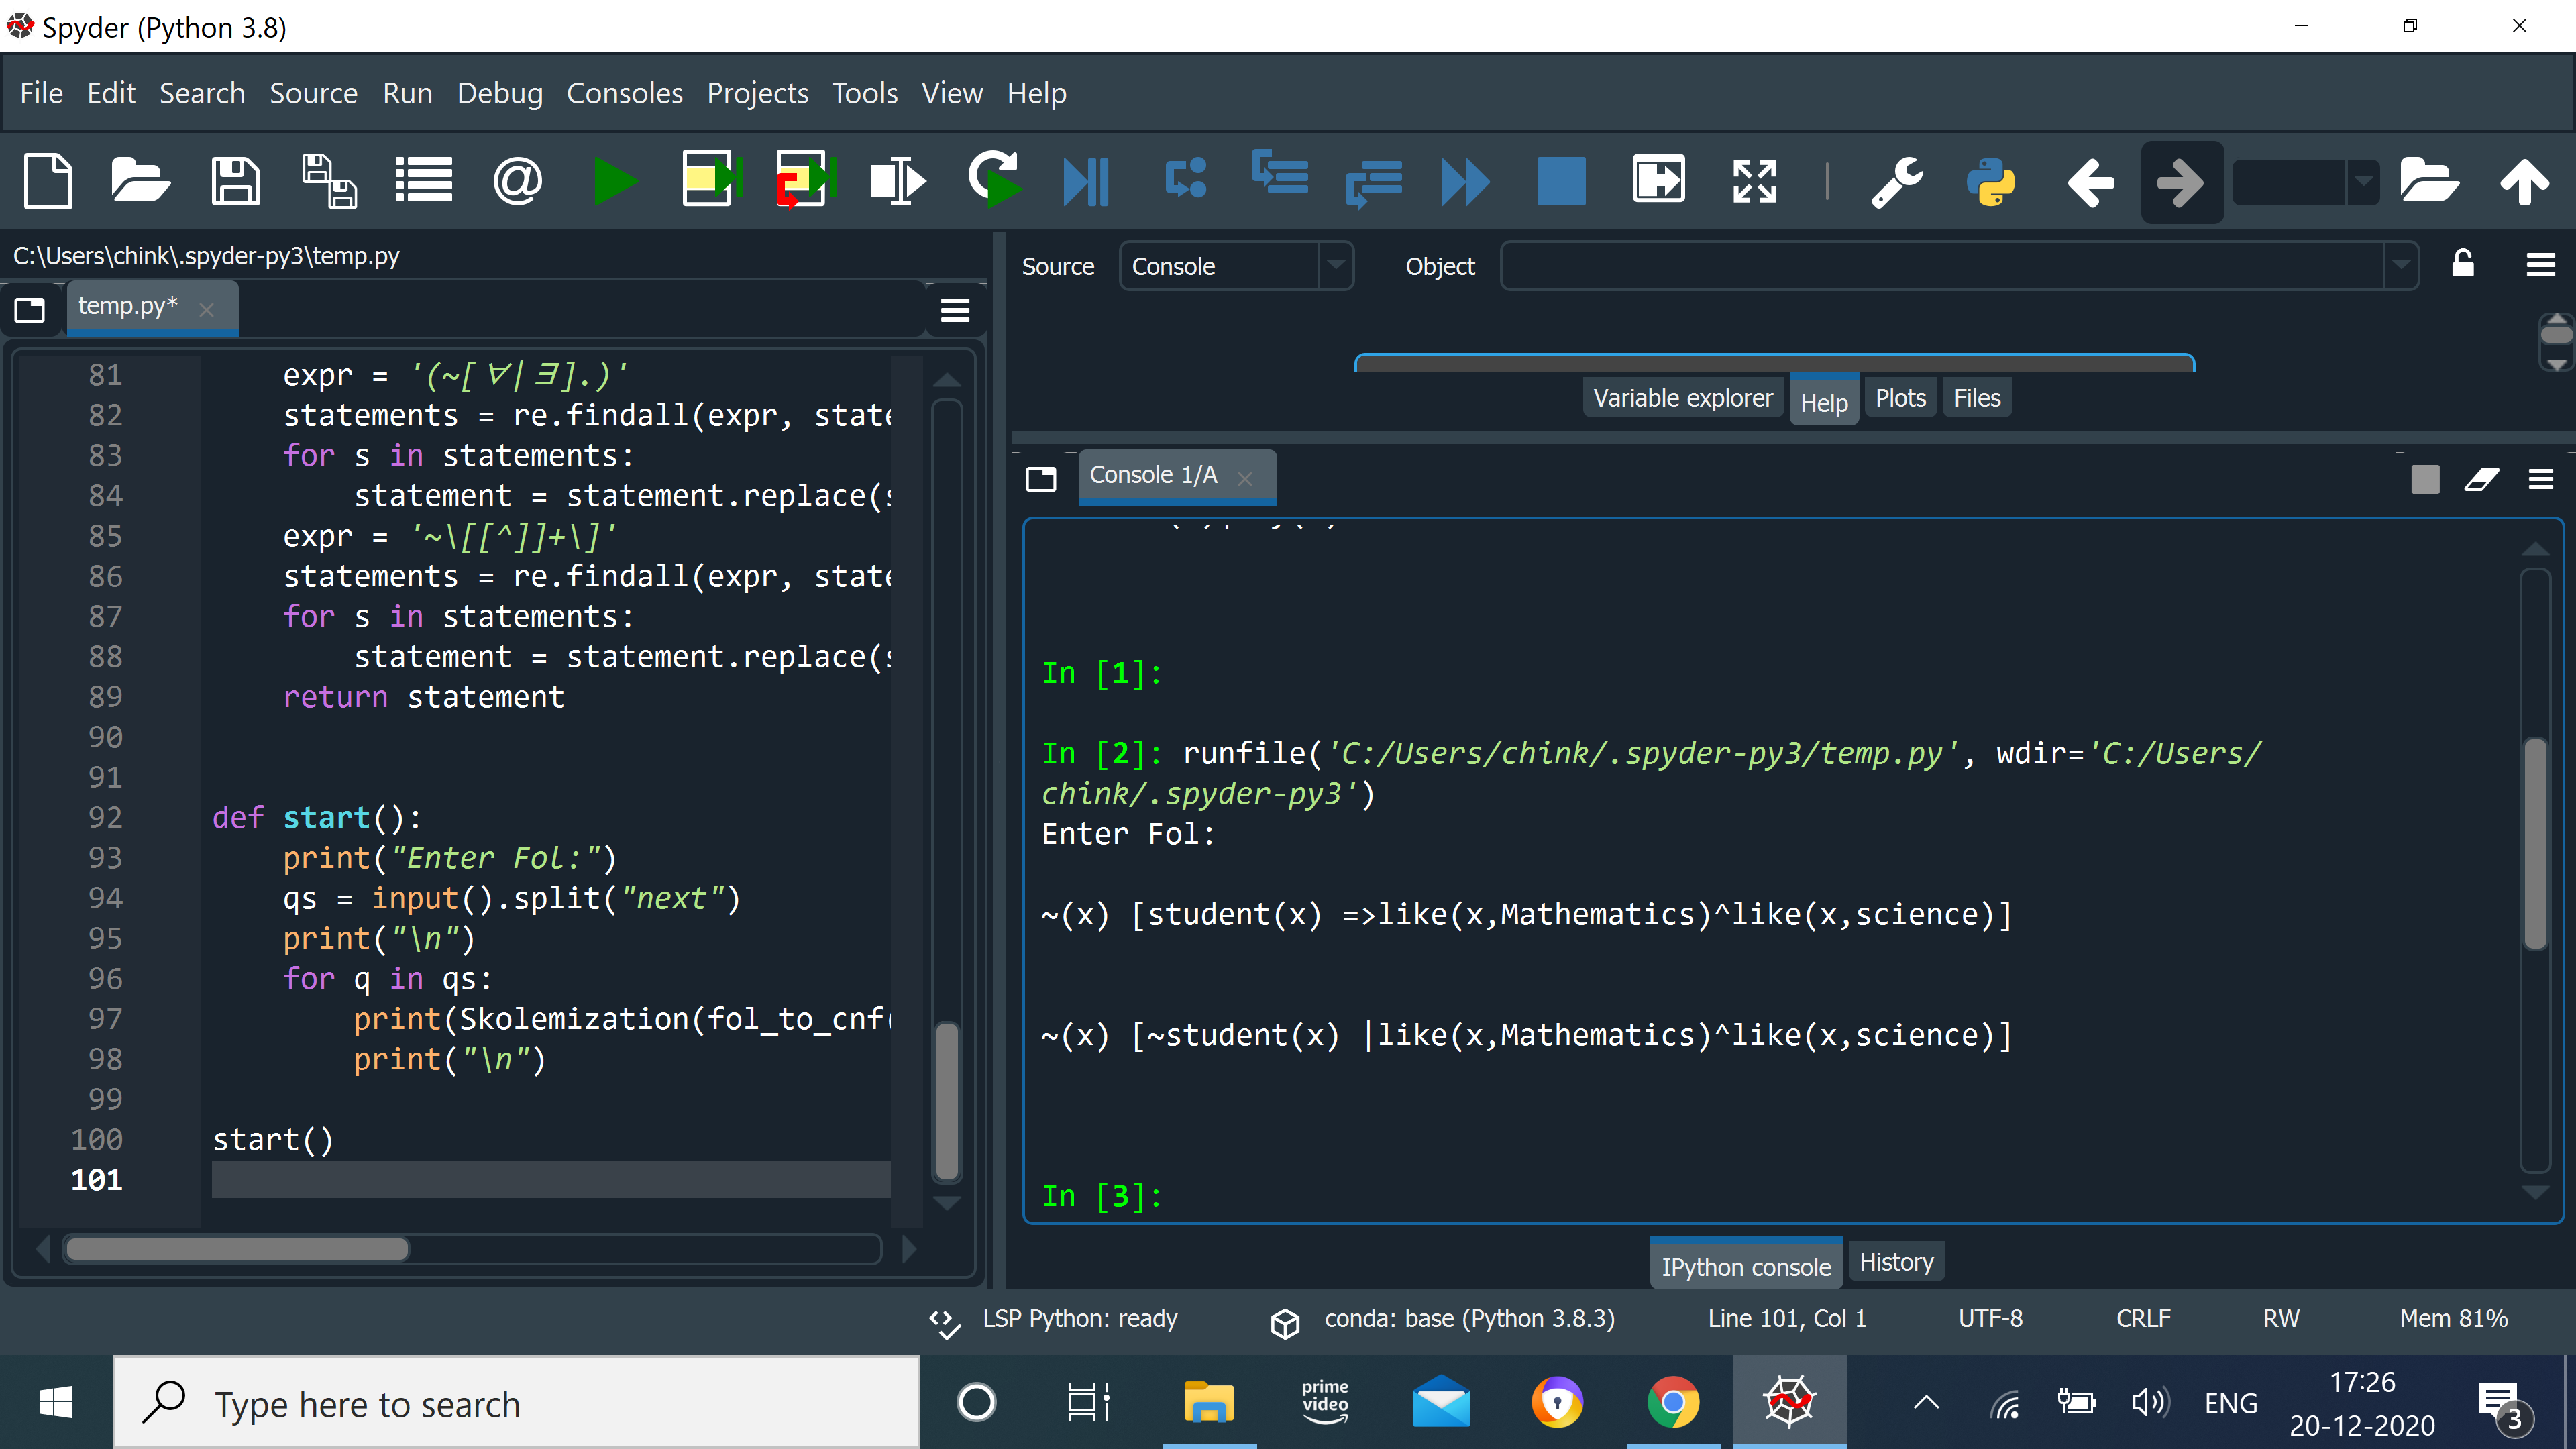 Spyder (Python 3.8)
File Edit Search Source Run Debug Consoles Projects Tools View Help
C:\Users\chink\.spyder-py3\temp.py
temp.py*
81 expr = '(~[∀|∃].)'
82 statements = re.findall(expr, state
83 for s in statements:
84 statement = statement.replace(s
85 expr = '~\[[^]]+\]'
86 statements = re.findall(expr, state
87 for s in statements:
88 statement = statement.replace(s
89 return statement
90
91
92 def start():
93 print("Enter Fol:")
94 qs = input().split("next")
95 print("\n")
96 for q in qs:
97 print(Skolemization(fol_to_cnf(
98 print("\n")
99
100 start()
101
Source Console Object
Variable explorer Help Plots Files
Console 1/A
In [1]:
In [2]: runfile('C:/Users/chink/.spyder-py3/temp.py', wdir='C:/Users/
chink/.spyder-py3')
Enter Fol:
~(x) [student(x) =>like(x,Mathematics)^like(x,science)]
~(x) [~student(x) |like(x,Mathematics)^like(x,science)]
In [3]:
IPython console History
LSP Python: ready conda: base (Python 3.8.3) Line 101, Col 1 UTF-8 CRLF RW Mem 81%
Type here to search
prime
video
ENG
17:26
20-12-2020
3